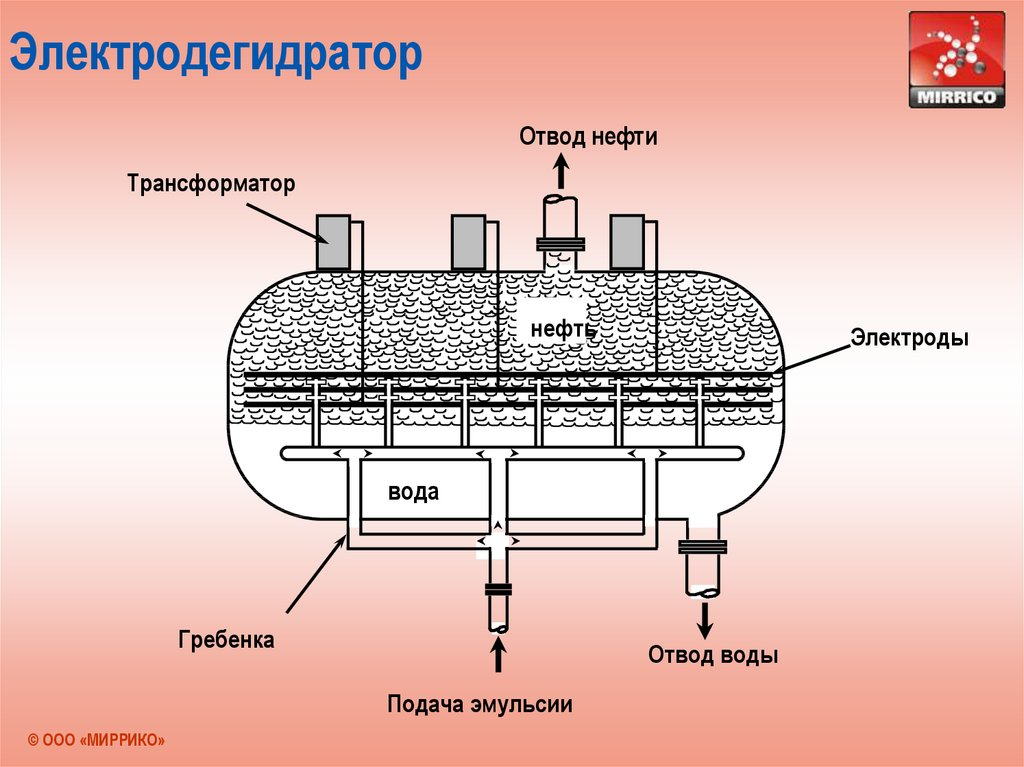 Электродегидратор
MIRRICO
Отвод нефти
Трансформатор
нефть
Электроды
вода
Гребенка
Отвод воды
Подача эмульсии
© ООО «МИРРИКО»